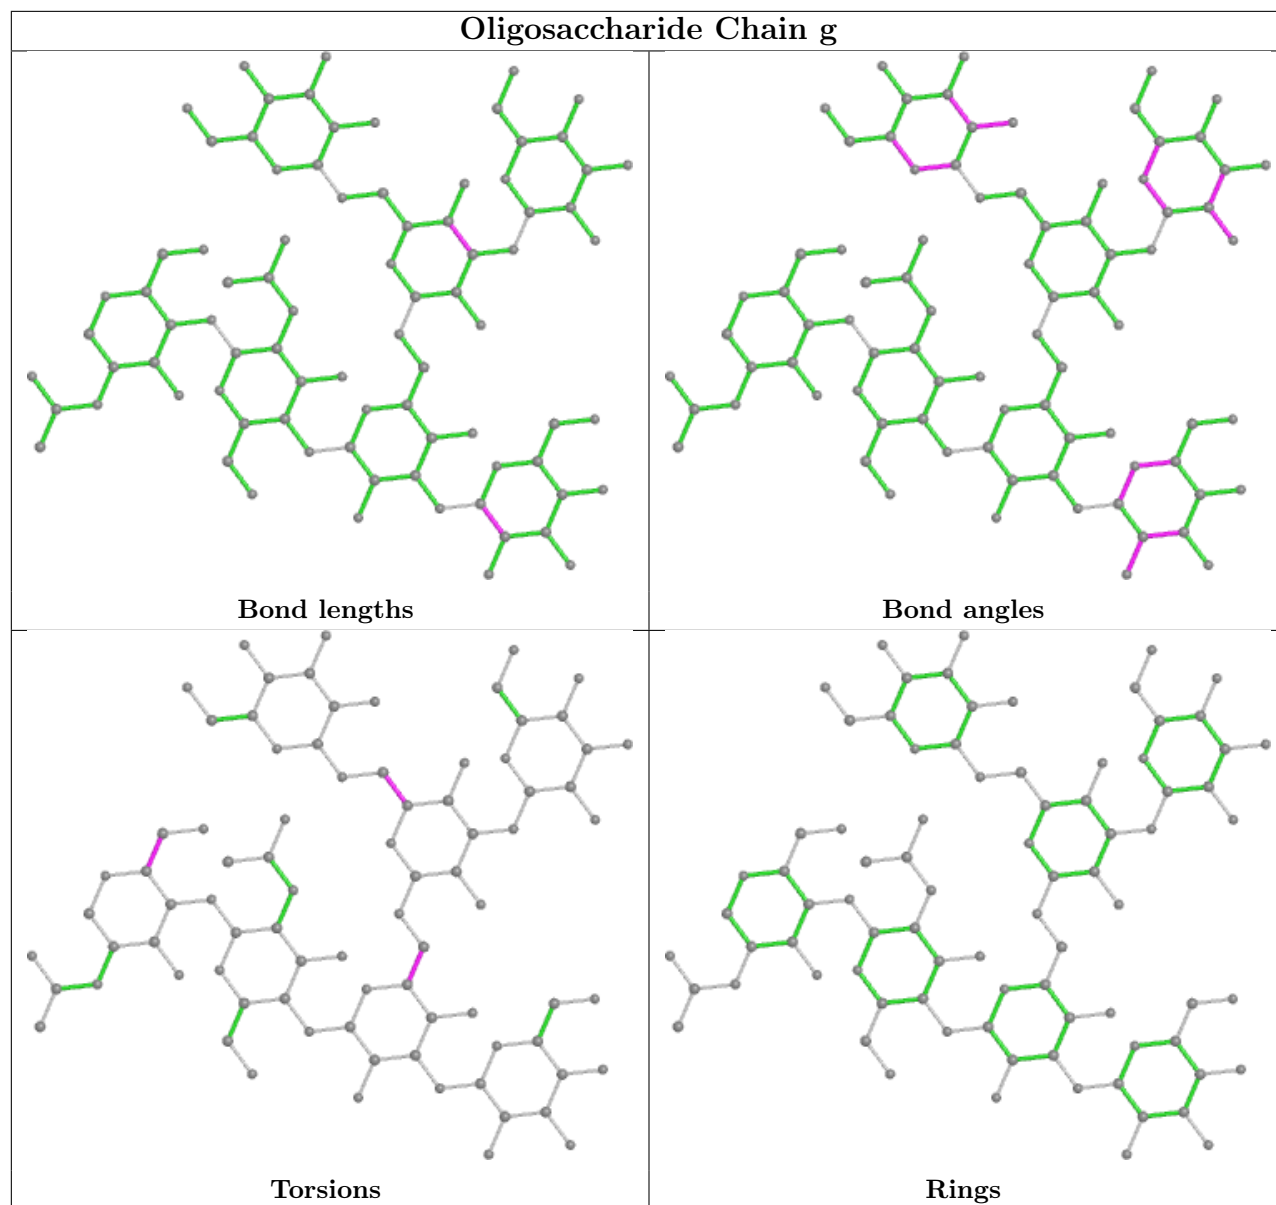 Oligosaccharide Chain g
Bond lengths
Bond angles
Torsions
Rings